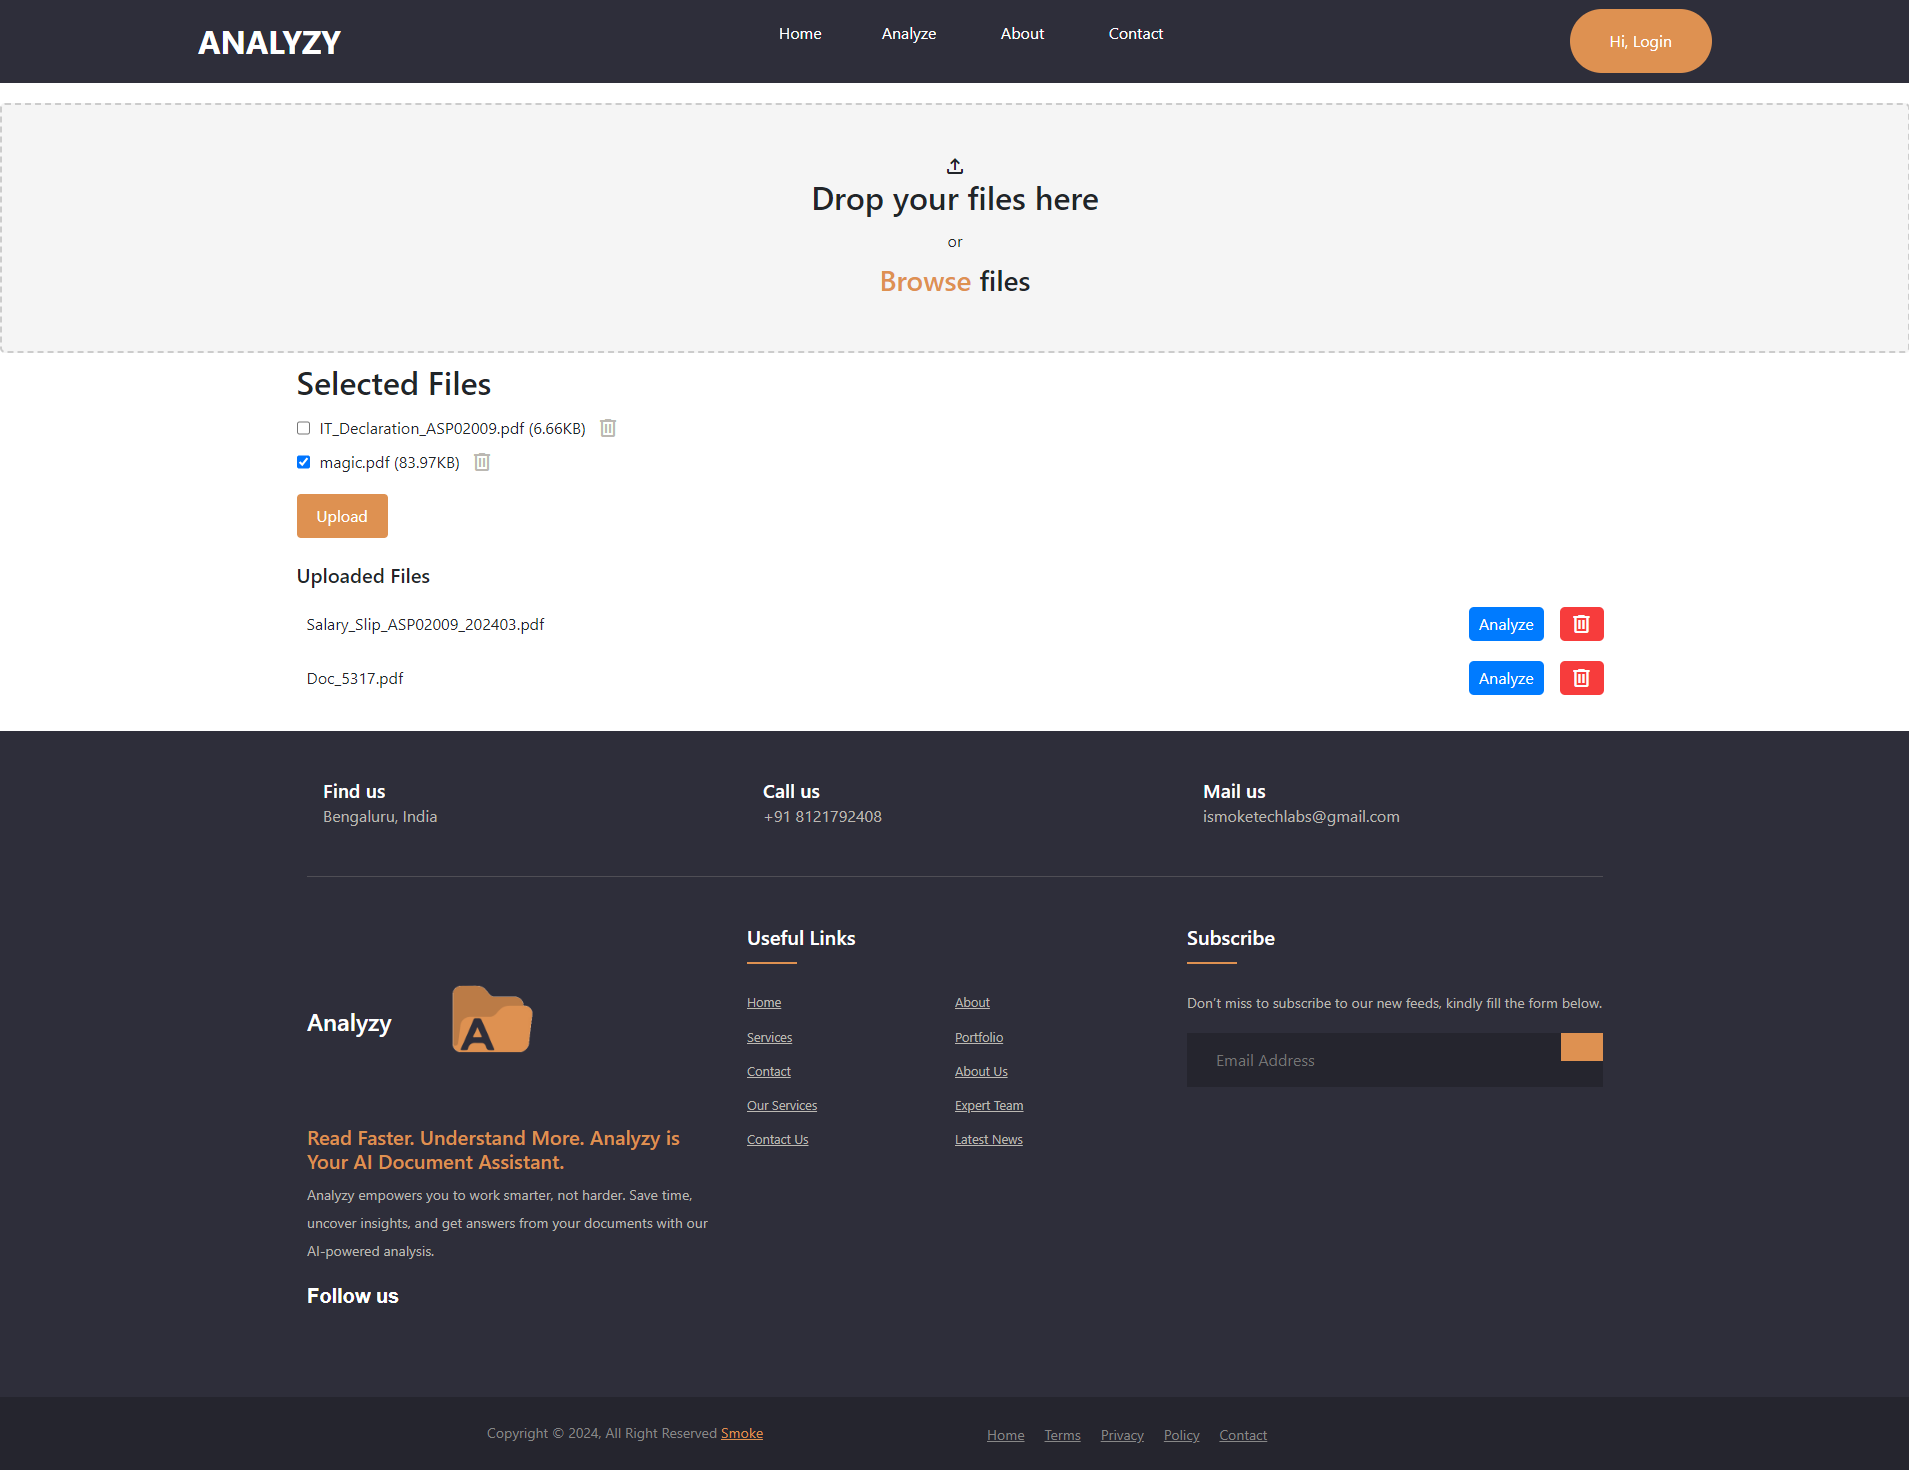 ANALYZY
Home Analyze About Contact
Hi, Login
Drop your files here
or
Browse files
Selected Files
IT_Declaration_ASP02009.pdf (6.66KB)
magic.pdf (83.97KB)
Upload
Uploaded Files
Salary_Slip_ASP02009_202403.pdf Analyze
Doc_5317.pdf Analyze
Find us
Bengaluru, India
Call us
+91 8121792408
Mail us
ismoketechlabs@gmail.com
Analyzy
A
Read Faster. Understand More. Analyzy is
Your AI Document Assistant.
Analyzy empowers you to work smarter, not harder. Save time,
uncover insights, and get answers from your documents with our
AI-powered analysis.
Follow us
Useful Links
Home About
Services Portfolio
Contact About Us
Our Services Expert Team
Contact Us Latest News
Subscribe
Don't miss to subscribe to our new feeds, kindly fill the form below.
Email Address
Copyright © 2024, All Right Reserved Smoke
Home Terms Privacy Policy Contact